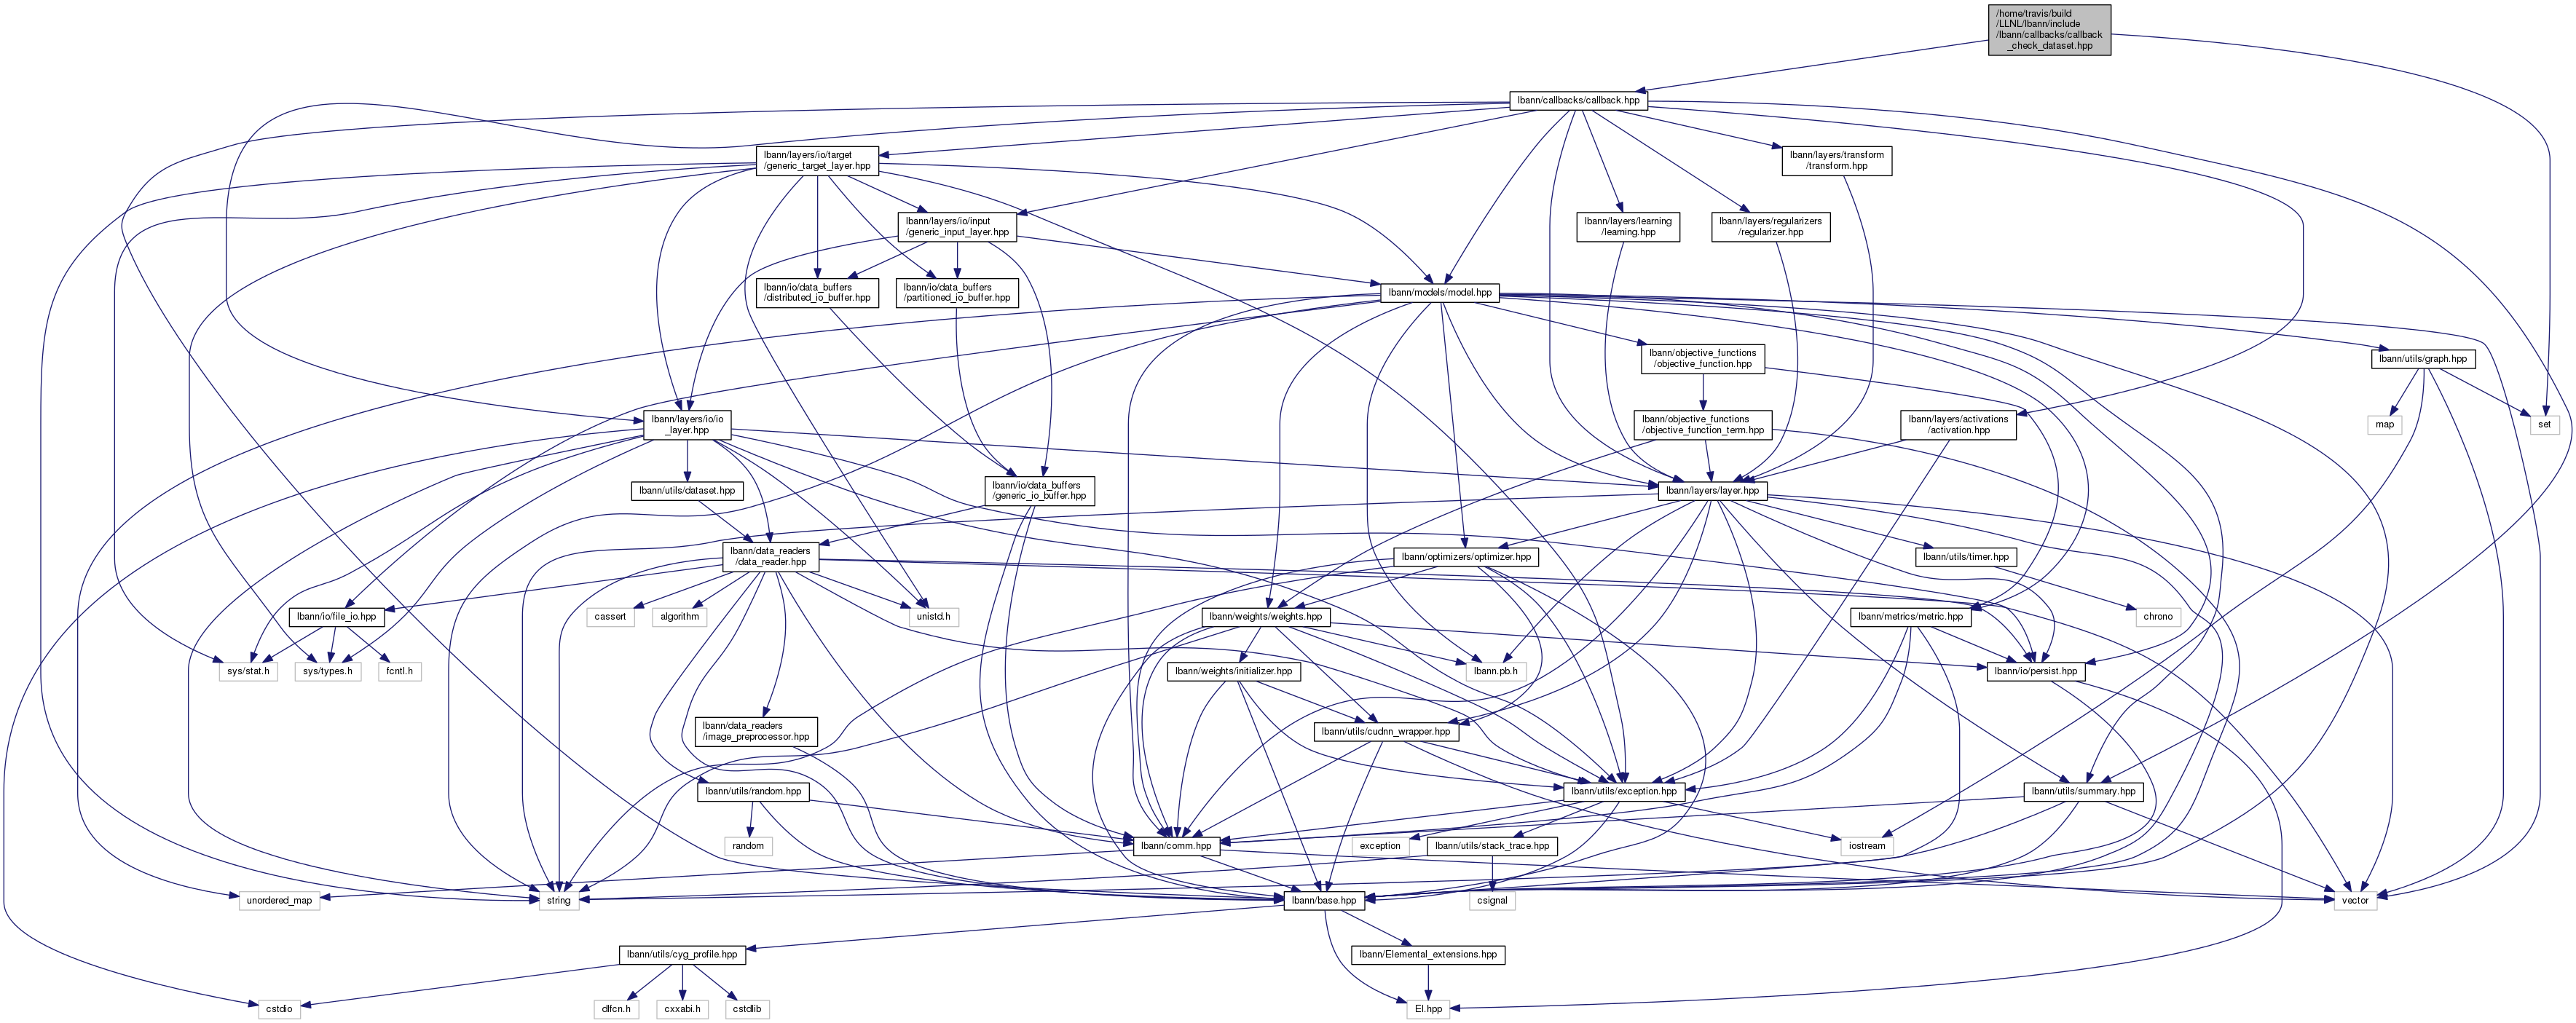 /home/travis/build
/LLNL/lbann/include
/lbann/callbacks/callback
_check_dataset.hpp
lbann/callbacks/callback.hpp
lbann/layers/io/target
/generic_target_layer.hpp
lbann/layers/transform
/transform.hpp
lbann/layers/io/input
/generic_input_layer.hpp
lbann/layers/learning
/learning.hpp
lbann/layers/regularizers
/regularizer.hpp
lbann/io/data_buffers
/distributed_io_buffer.hpp
lbann/io/data_buffers
/partitioned_io_buffer.hpp
lbann/models/model.hpp
lbann/objective_functions
/objective_function.hpp
lbann/utils/graph.hpp
lbann/layers/io/io
_layer.hpp
lbann/objective_functions
/objective_function_term.hpp
lbann/layers/activations
/activation.hpp
map
set
lbann/utils/dataset.hpp
lbann/io/data_buffers
/generic_io_buffer.hpp
lbann/layers/layer.hpp
lbann/data_readers
/data_reader.hpp
lbann/optimizers/optimizer.hpp
lbann/utils/timer.hpp
lbann/io/file_io.hpp
cassert
algorithm
unistd.h
lbann/weights/weights.hpp
lbann/metrics/metric.hpp
chrono
sys/stat.h
sys/types.h
fcntl.h
lbann/weights/initializer.hpp
lbann.pb.h
lbann/io/persist.hpp
lbann/data_readers
/image_preprocessor.hpp
lbann/utils/cudnn_wrapper.hpp
lbann/utils/random.hpp
lbann/utils/exception.hpp
lbann/utils/summary.hpp
random
lbann/comm.hpp
exception
lbann/utils/stack_trace.hpp
iostream
unordered_map
string
lbann/base.hpp
csignal
vector
lbann/utils/cyg_profile.hpp
lbann/Elemental_extensions.hpp
cstdio
dlfcn.h
cxxabi.h
cstdlib
El.hpp